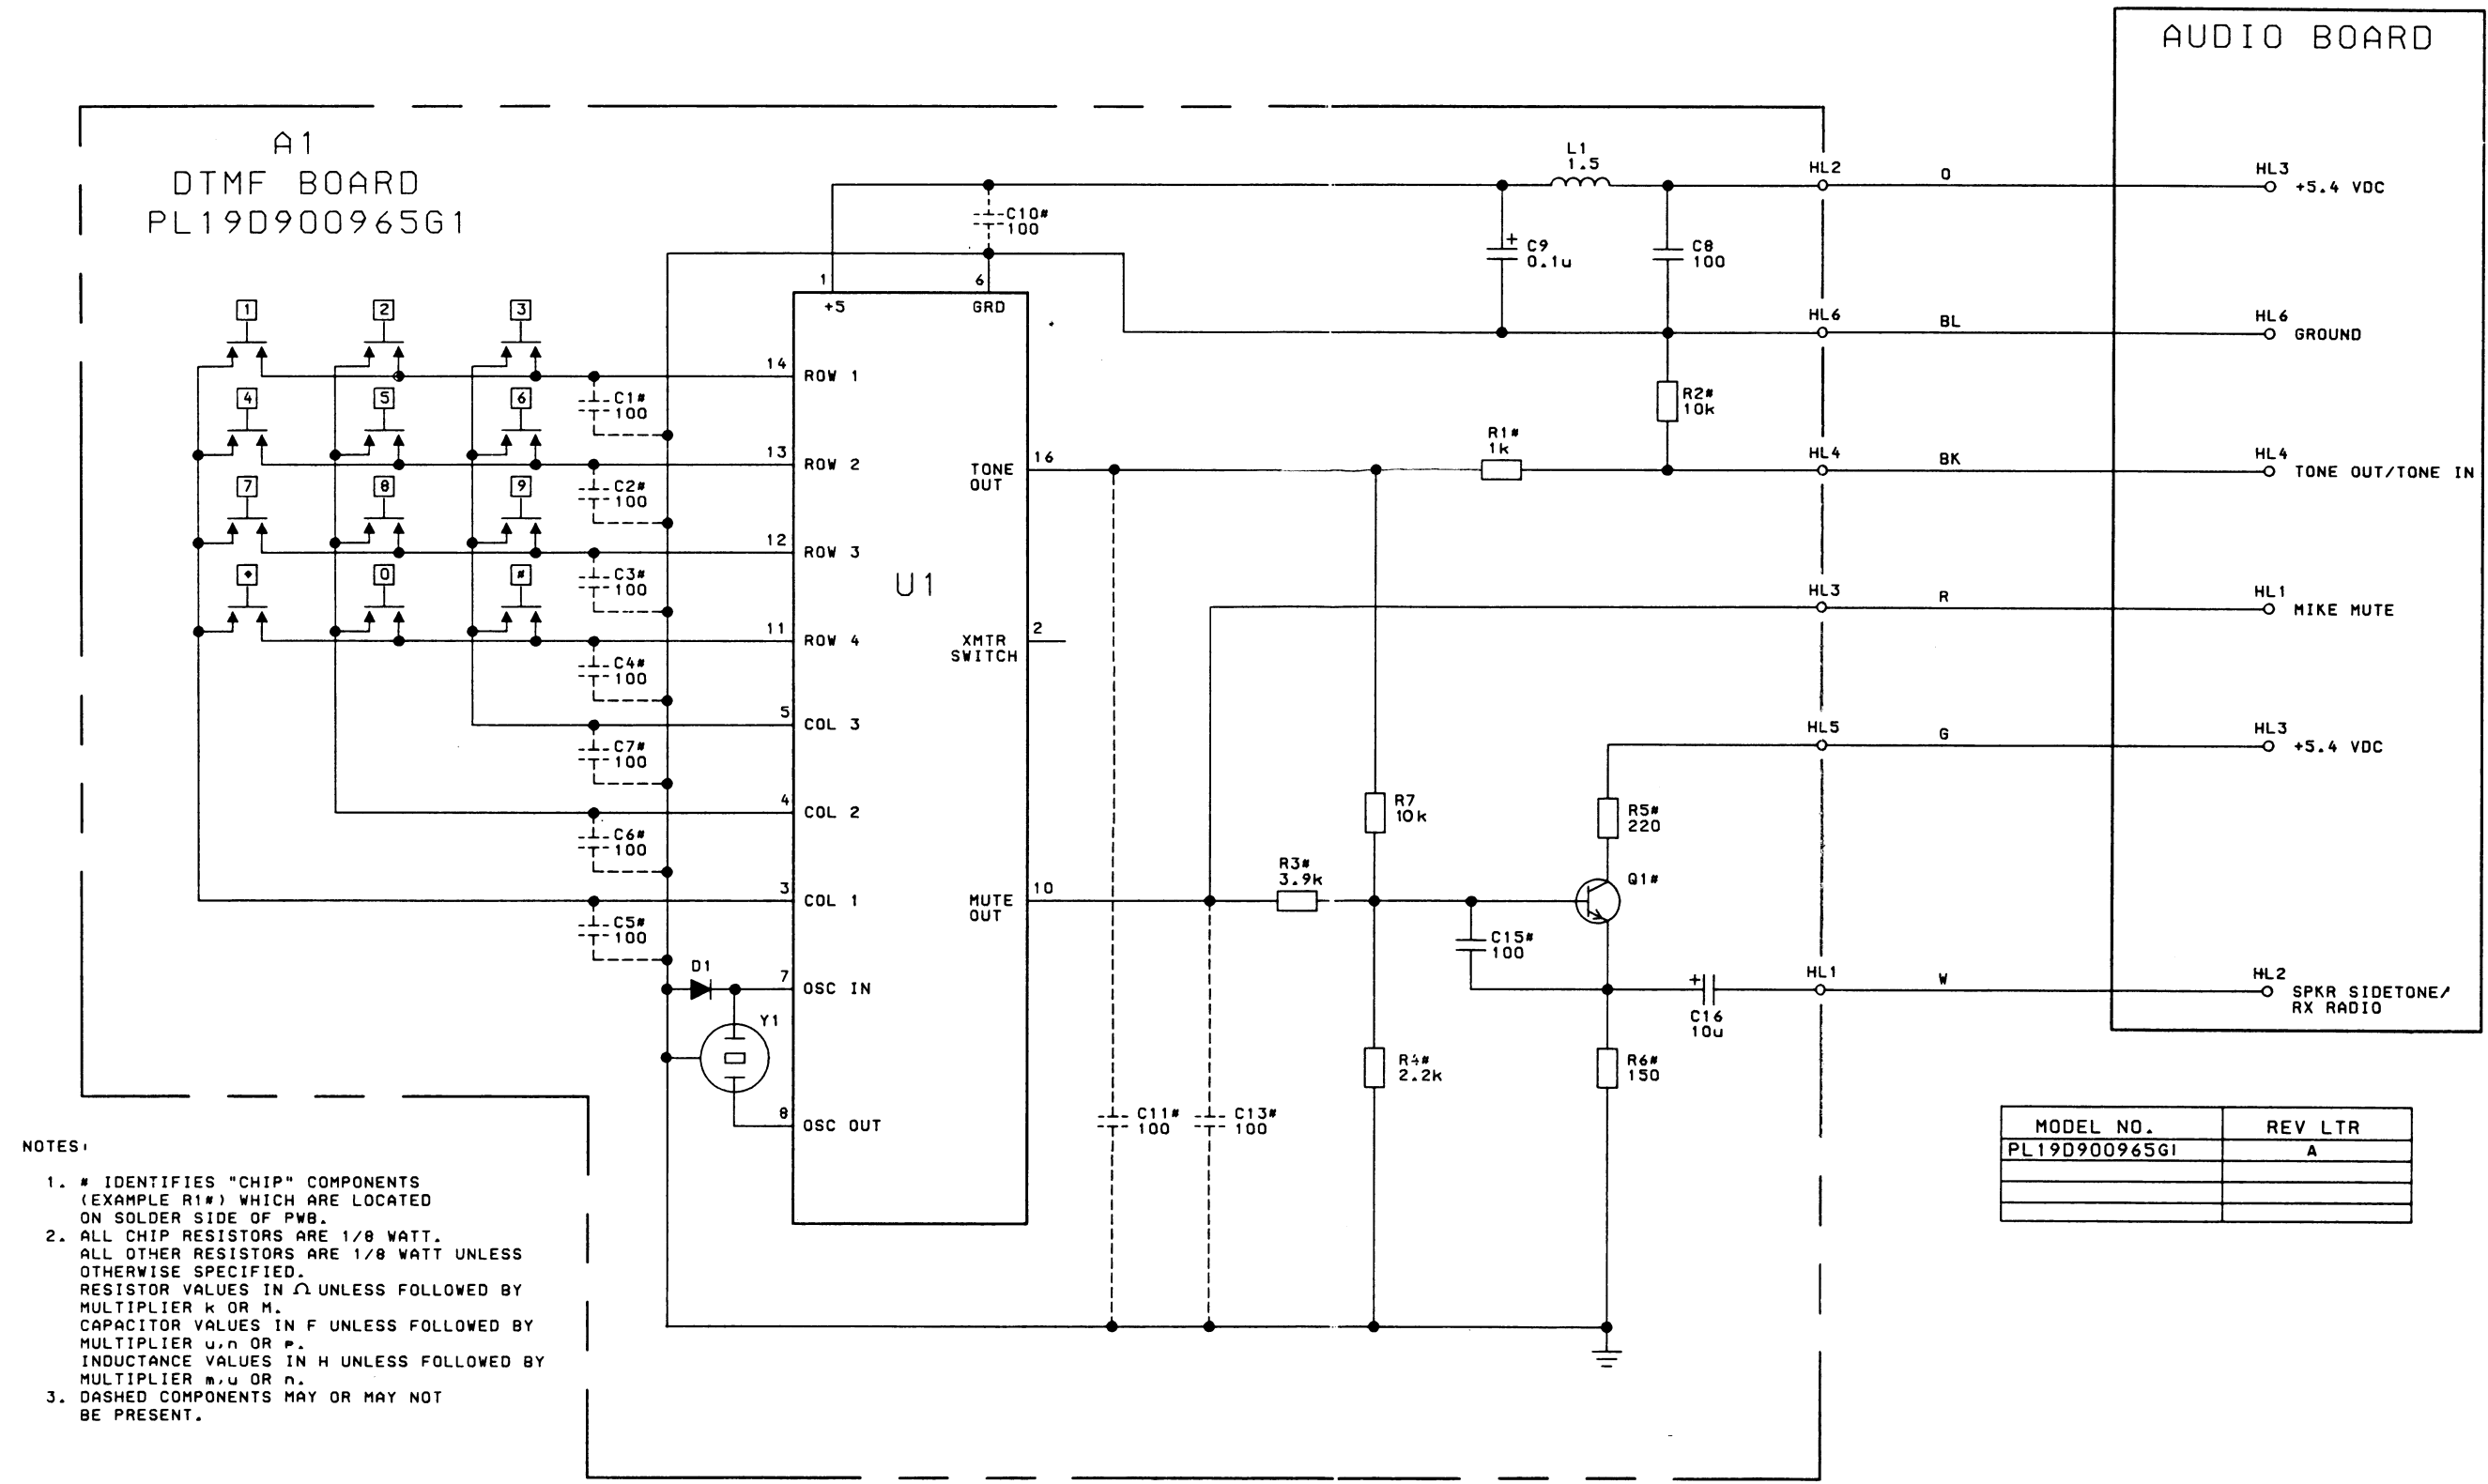 AUDIO BOARD
A1
DTMF BOARD
PL19D900965G1
L1
1.5
HL2
O
HL3
+5.4 VDC
C10#
100
+
C9
0.1u
C8
100
1
6
+5
GRD
HL6
BL
HL6
GROUND
1
2
3
14
ROW 1
C1#
100
R2#
10k
4
5
6
13
ROW 2
C2#
100
TONE
OUT
16
R1#
1k
HL4
BK
HL4
TONE OUT/TONE IN
7
8
9
12
ROW 3
C3#
100
U1
HL3
R
HL1
MIKE MUTE
*
0
#
11
ROW 4
C4#
100
XMTR
SWITCH
2
5
COL 3
C7#
100
HL5
G
HL3
+5.4 VDC
4
COL 2
C6#
100
R7
10k
R5#
220
3
COL 1
C5#
100
MUTE
OUT
10
R3#
3.9k
Q1#
C15#
100
D1
7
OSC IN
+
C16
10u
HL1
W
HL2
SPKR SIDETONE/
RX RADIO
Y1
R4#
2.2k
R6#
150
8
OSC OUT
C11#
100
C13#
100
MODEL NO.
REV LTR
PL19D900965G1
A
NOTES:
1. # IDENTIFIES "CHIP" COMPONENTS
(EXAMPLE R1#) WHICH ARE LOCATED
ON SOLDER SIDE OF PWB.
2. ALL CHIP RESISTORS ARE 1/8 WATT.
ALL OTHER RESISTORS ARE 1/8 WATT UNLESS
OTHERWISE SPECIFIED.
RESISTOR VALUES IN Ω UNLESS FOLLOWED BY
MULTIPLIER k OR M.
CAPACITOR VALUES IN F UNLESS FOLLOWED BY
MULTIPLIER u,n OR P.
INDUCTANCE VALUES IN H UNLESS FOLLOWED BY
MULTIPLIER m,u OR n.
3. DASHED COMPONENTS MAY OR MAY NOT
BE PRESENT.